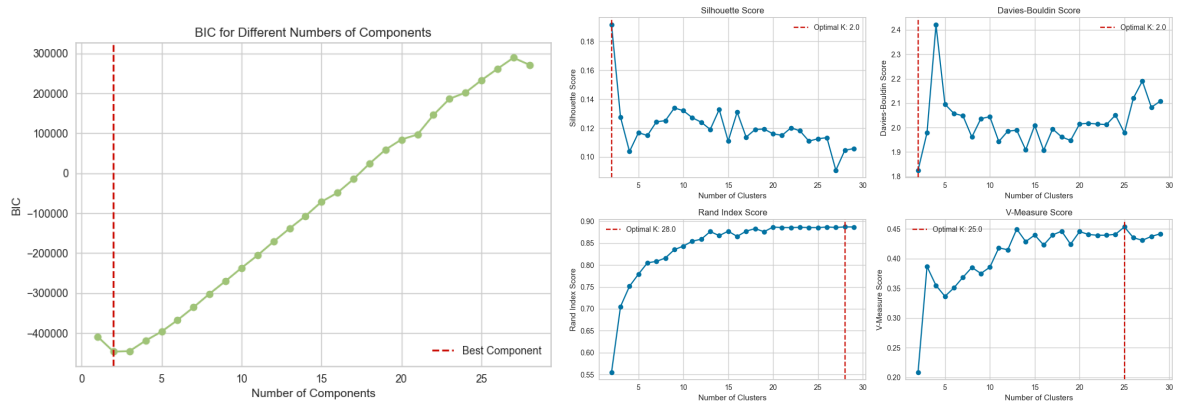 BIC for Different Numbers of Components
300000
200000
100000
0
−100000
−200000
−300000
−400000
BIC
0 5 10 15 20 25
Number of Components
Best Component
Silhouette Score
Optimal K: 2.0
0.18
0.16
0.14
0.12
0.10
Silhouette Score
5 10 15 20 25 30
Number of Clusters
Davies-Bouldin Score
Optimal K: 2.0
2.4
2.3
2.2
2.1
2.0
1.9
1.8
Davies-Bouldin Score
5 10 15 20 25 30
Number of Clusters
Rand Index Score
Optimal K: 28.0
0.90
0.85
0.80
0.75
0.70
0.65
0.60
0.55
Rand Index Score
5 10 15 20 25 30
Number of Clusters
V-Measure Score
Optimal K: 25.0
0.45
0.40
0.35
0.30
0.25
0.20
V-Measure Score
5 10 15 20 25 30
Number of Clusters